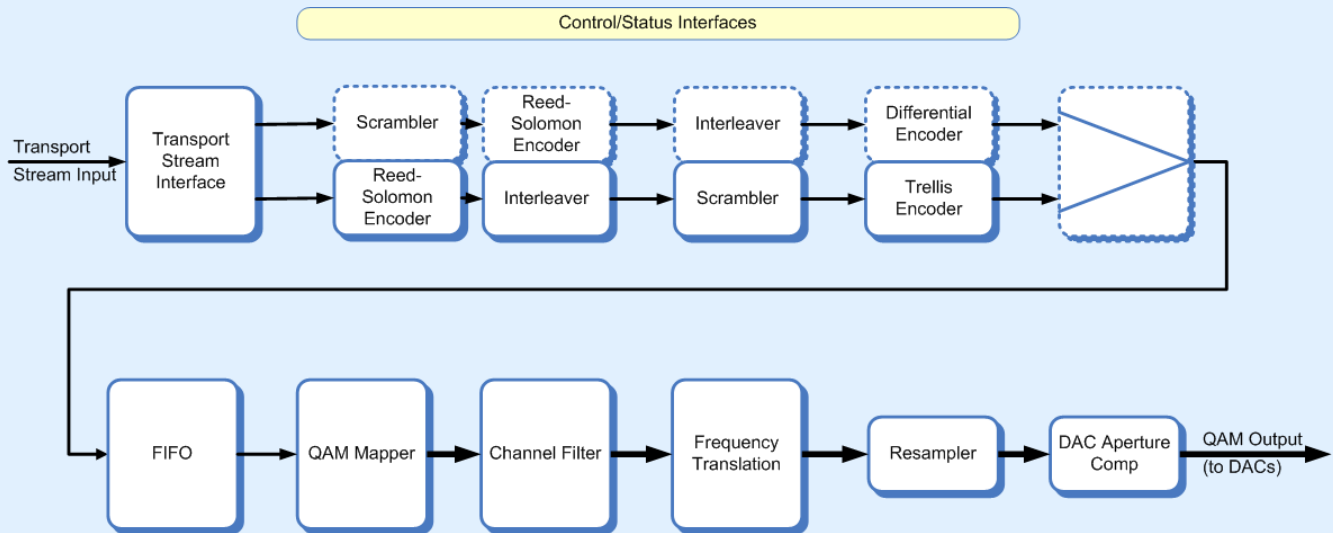 Control/Status Interfaces
Transport
Stream Input
Transport
Stream
Interface
Scrambler
Reed-
Solomon
Encoder
Interleaver
Differential
Encoder
Reed-
Solomon
Encoder
Interleaver
Scrambler
Trellis
Encoder
FIFO
QAM Mapper
Channel Filter
Frequency
Translation
Resampler
DAC Aperture
Comp
QAM Output
(to DACs)